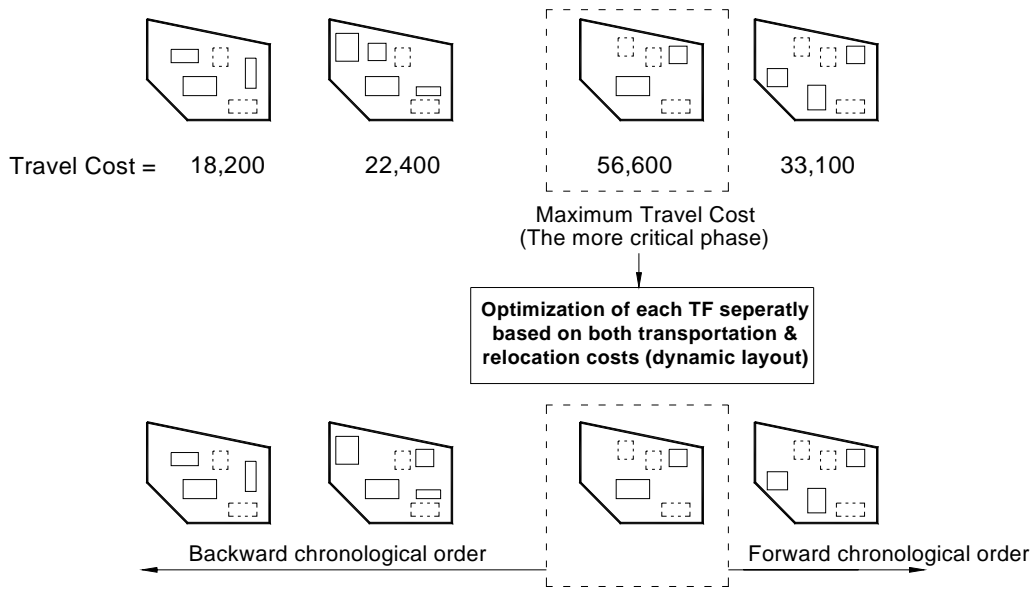 Travel Cost = 18,200 22,400 56,600 33,100
Maximum Travel Cost
(The more critical phase)
Optimization of each TF seperatly
based on both transportation &
relocation costs (dynamic layout)
Backward chronological order Forward chronological order